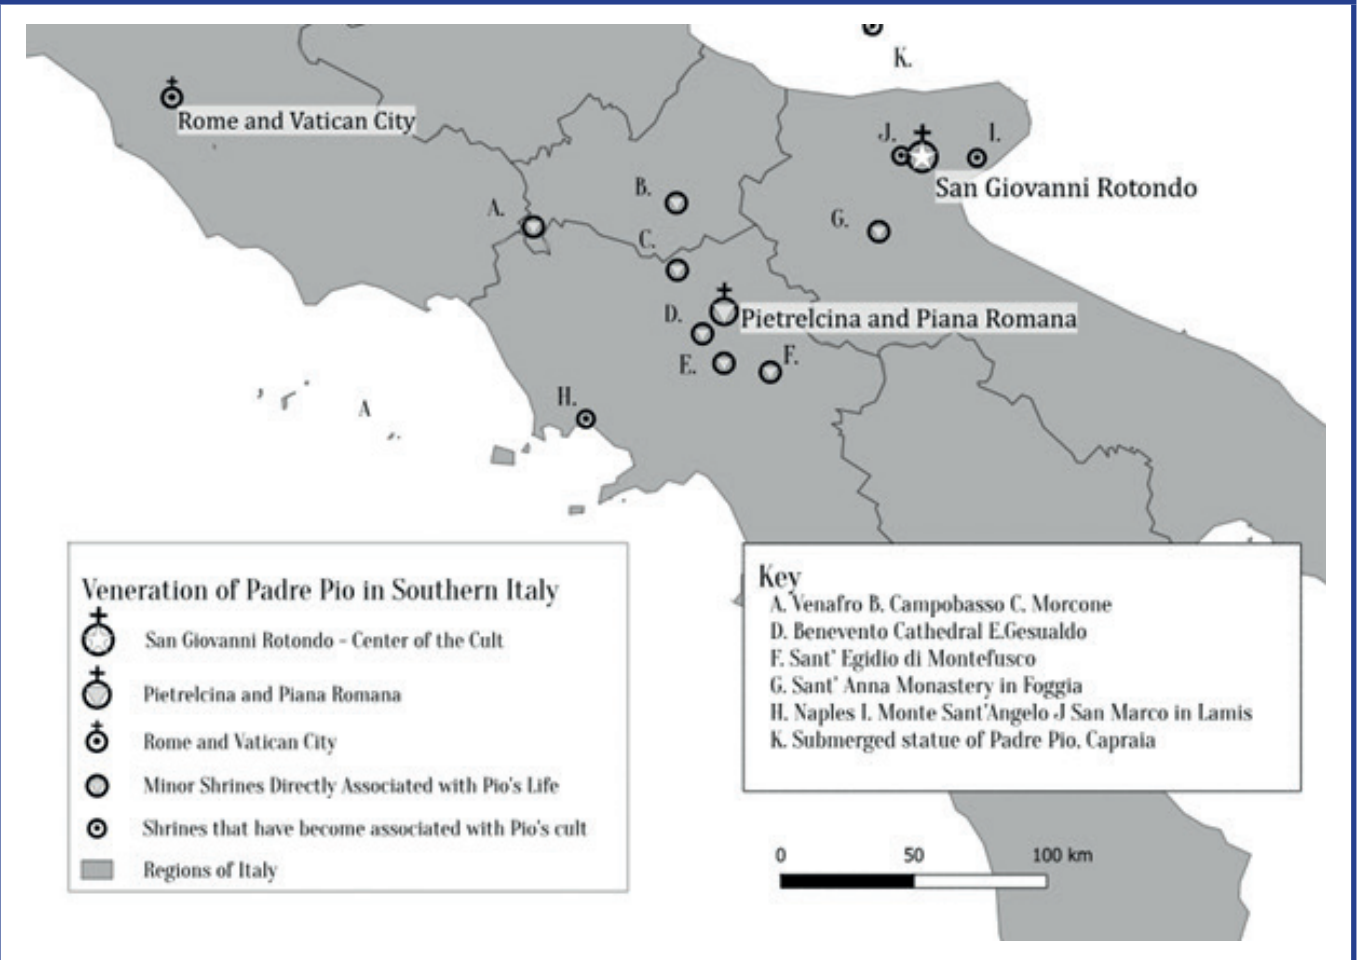 K.
Rome and Vatican City
J.
I.
San Giovanni Rotondo
B.
A.
G.
C.
D.
Pietrelcina and Piana Romana
E.
F.
H.
A
Veneration of Padre Pio in Southern Italy
San Giovanni Rotondo - Center of the Cult
Pietrelcina and Piana Romana
Rome and Vatican City
Minor Shrines Directly Associated with Pio's Life
Shrines that have become associated with Pio's cult
Regions of Italy
Key
A. Venafro B. Campobasso C. Morcone
D. Benevento Cathedral E.Gesualdo
F. Sant' Egidio di Montefusco
G. Sant' Anna Monastery in Foggia
H. Naples I. Monte Sant'Angelo J San Marco in Lamis
K. Submerged statue of Padre Pio, Capraia
0 50 100 km